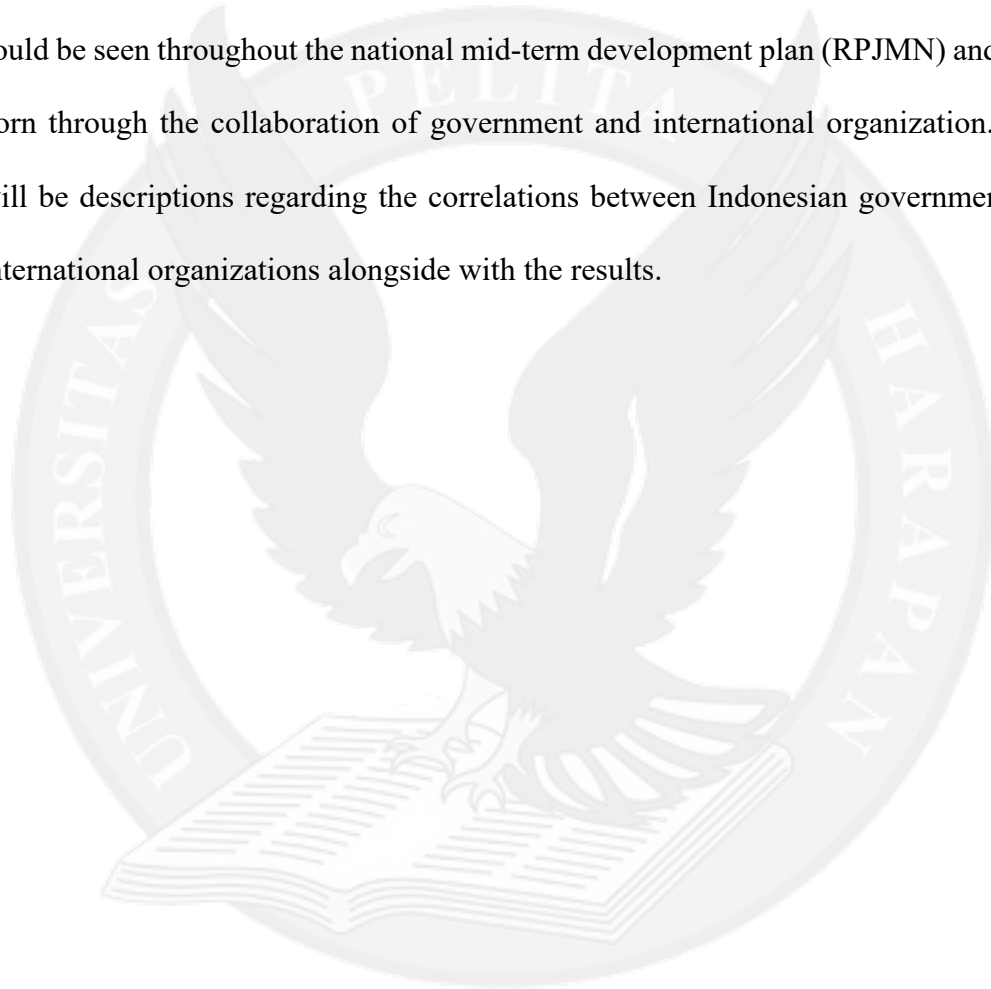 ould be seen throughout the national mid-term development plan (RPJMN) and
orn through the collaboration of government and international organization.
ill be descriptions regarding the correlations between Indonesian governmen
nternational organizations alongside with the results.
UNIVERSITAS PELITA HARAPAN